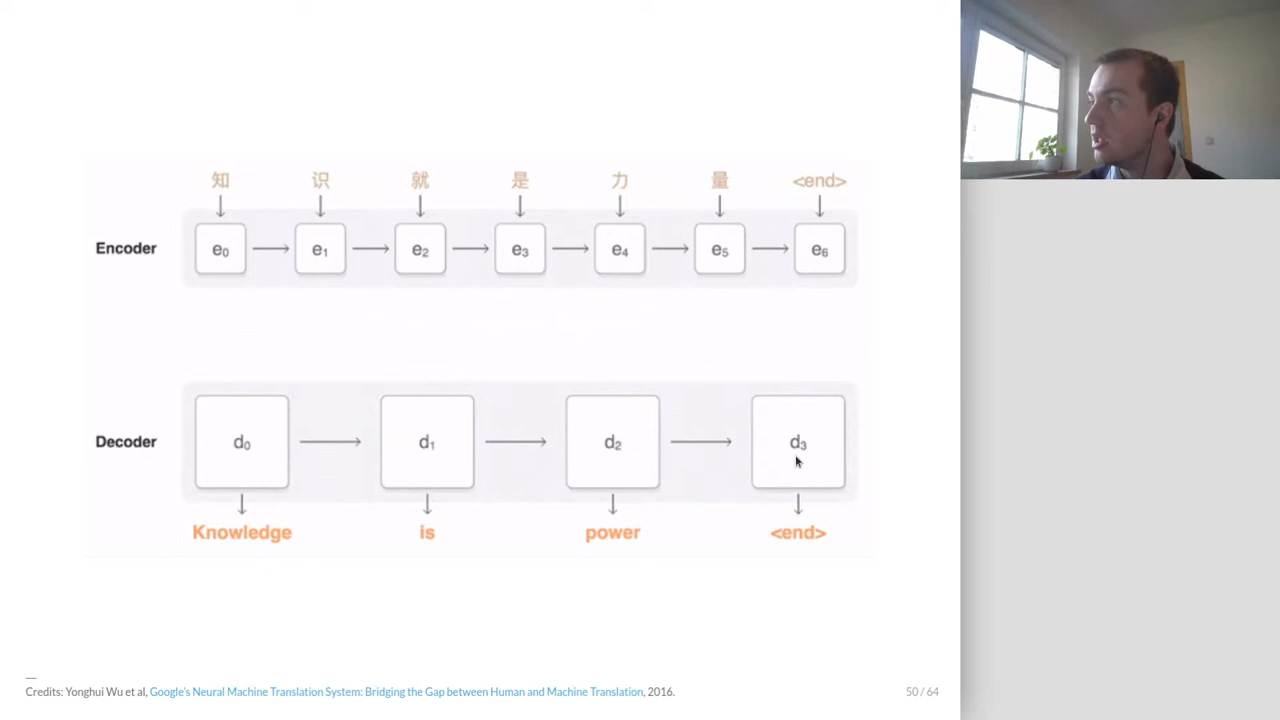 知 识 就 是 力 量 <end>
Encoder e₀ e₁ e₂ e₃ e₄ e₅ e₆
Decoder d₀ d₁ d₂ d₃
Knowledge is power <end>
Credits: Yonghui Wu et al, Google's Neural Machine Translation System: Bridging the Gap between Human and Machine Translation, 2016.
50 / 64